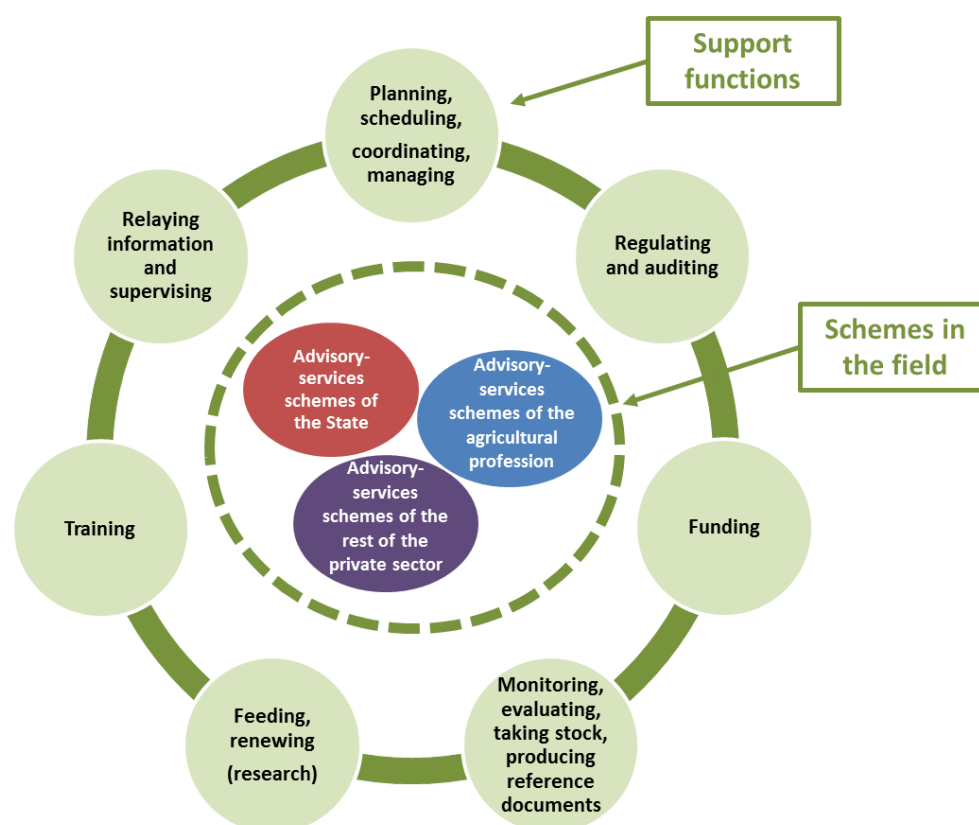 Support
functions
Planning,
scheduling,
coordinating,
managing
Relaying
information
and
supervising
Regulating
and auditing
Schemes in
the field
Advisory-
services
schemes of
the State
Advisory-
services
schemes of the
agricultural
profession
Advisory-
services
schemes of the
rest of the
private sector
Training
Funding
Feeding,
renewing
(research)
Monitoring,
evaluating,
taking stock,
producing
reference
documents